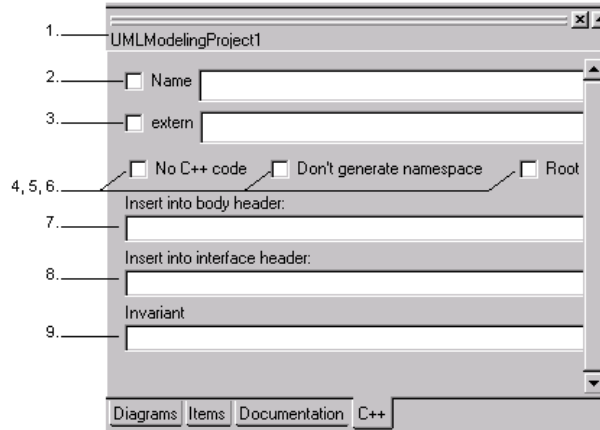 1.
UMLModelingProject1
2. Name
3. extern
4, 5, 6. No C++ code Don't generate namespace Root
Insert into body header:
7.
Insert into interface header:
8.
Invariant
9.
Diagrams Items Documentation C++